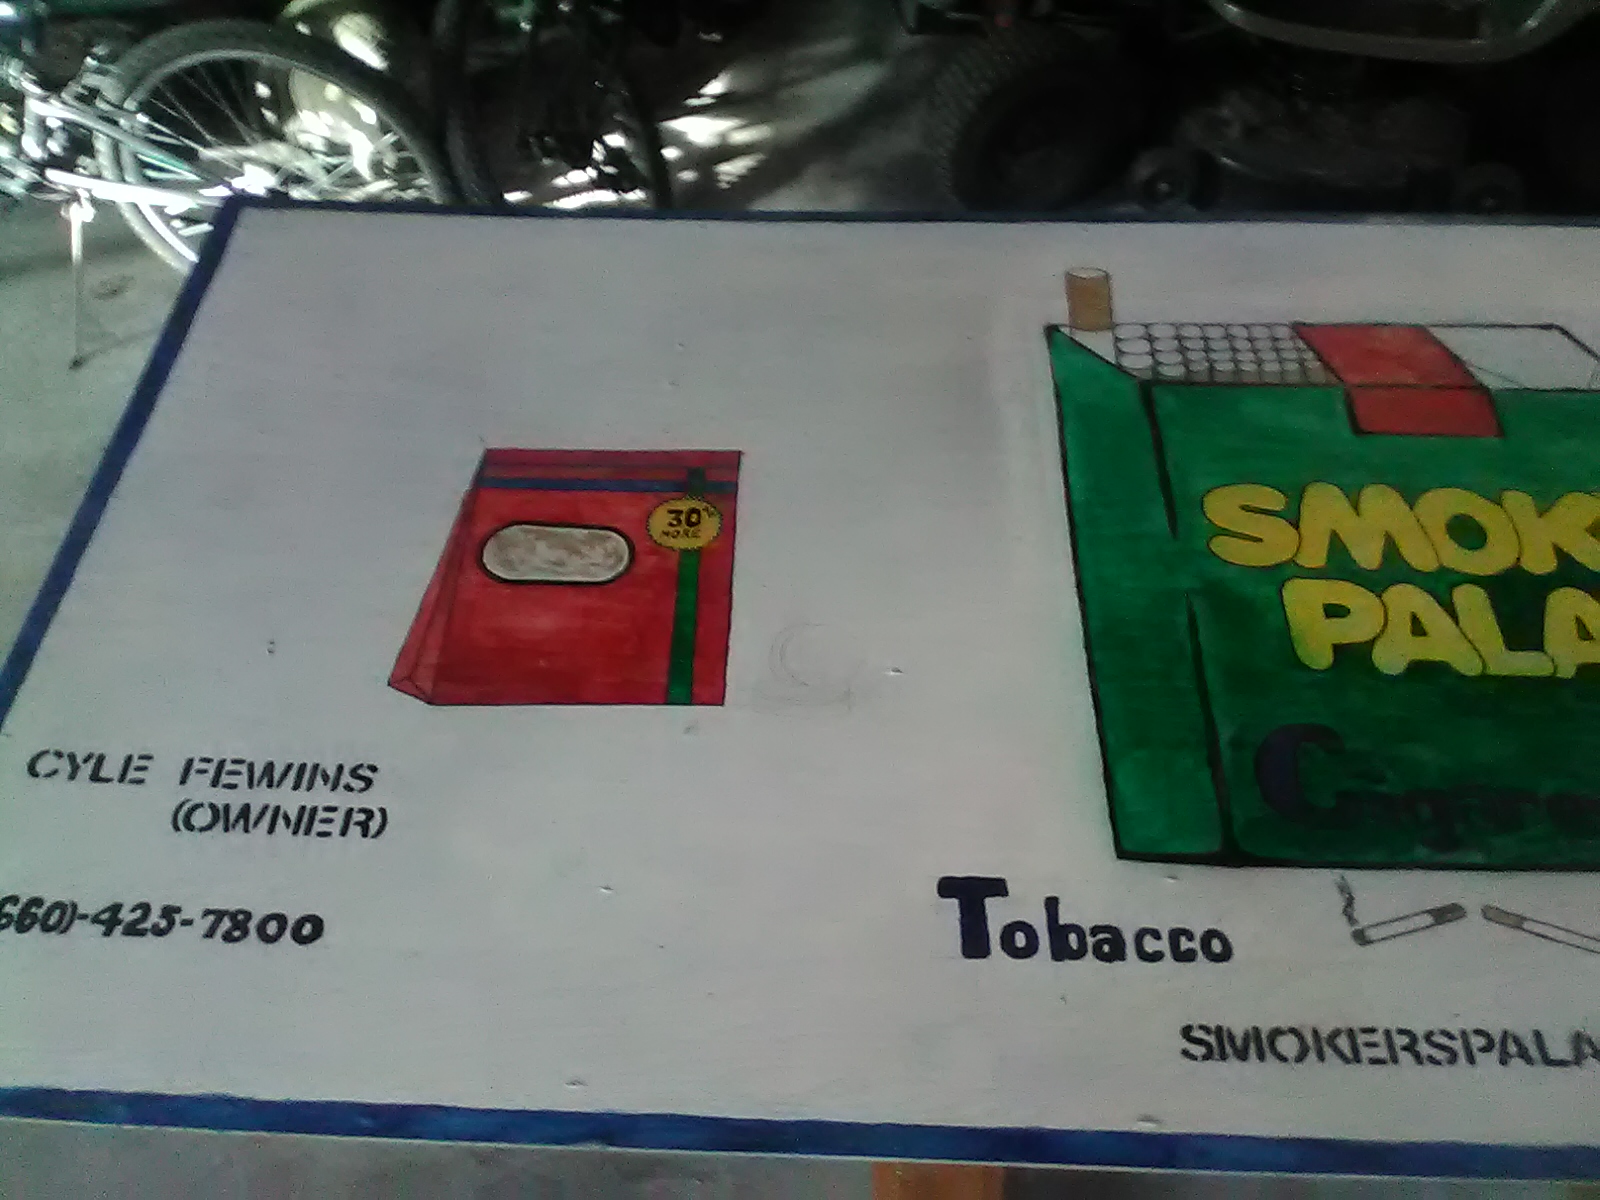 30%
MORE
SMOK
PALA
CYLE FEWINS
(OWNER)
660)-425-7800
Tobacco
SMOKERSPALA